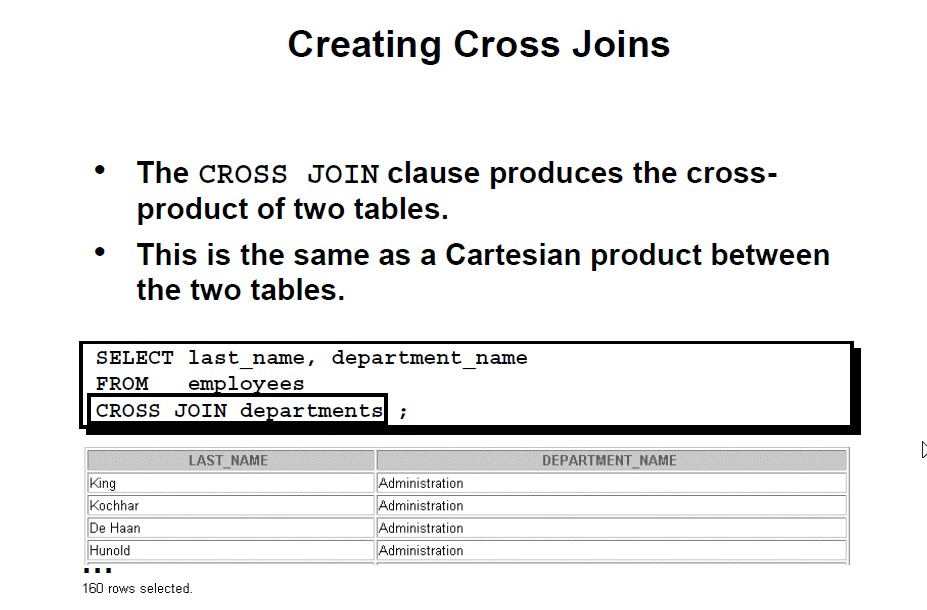 Creating Cross Joins
• The CROSS JOIN clause produces the cross-
product of two tables.
• This is the same as a Cartesian product between
the two tables.
SELECT last_name, department_name
FROM   employees
CROSS JOIN departments ;
LAST_NAME DEPARTMENT_NAME
King Administration
Kochhar Administration
De Haan Administration
Hunold Administration
...
160 rows selected.